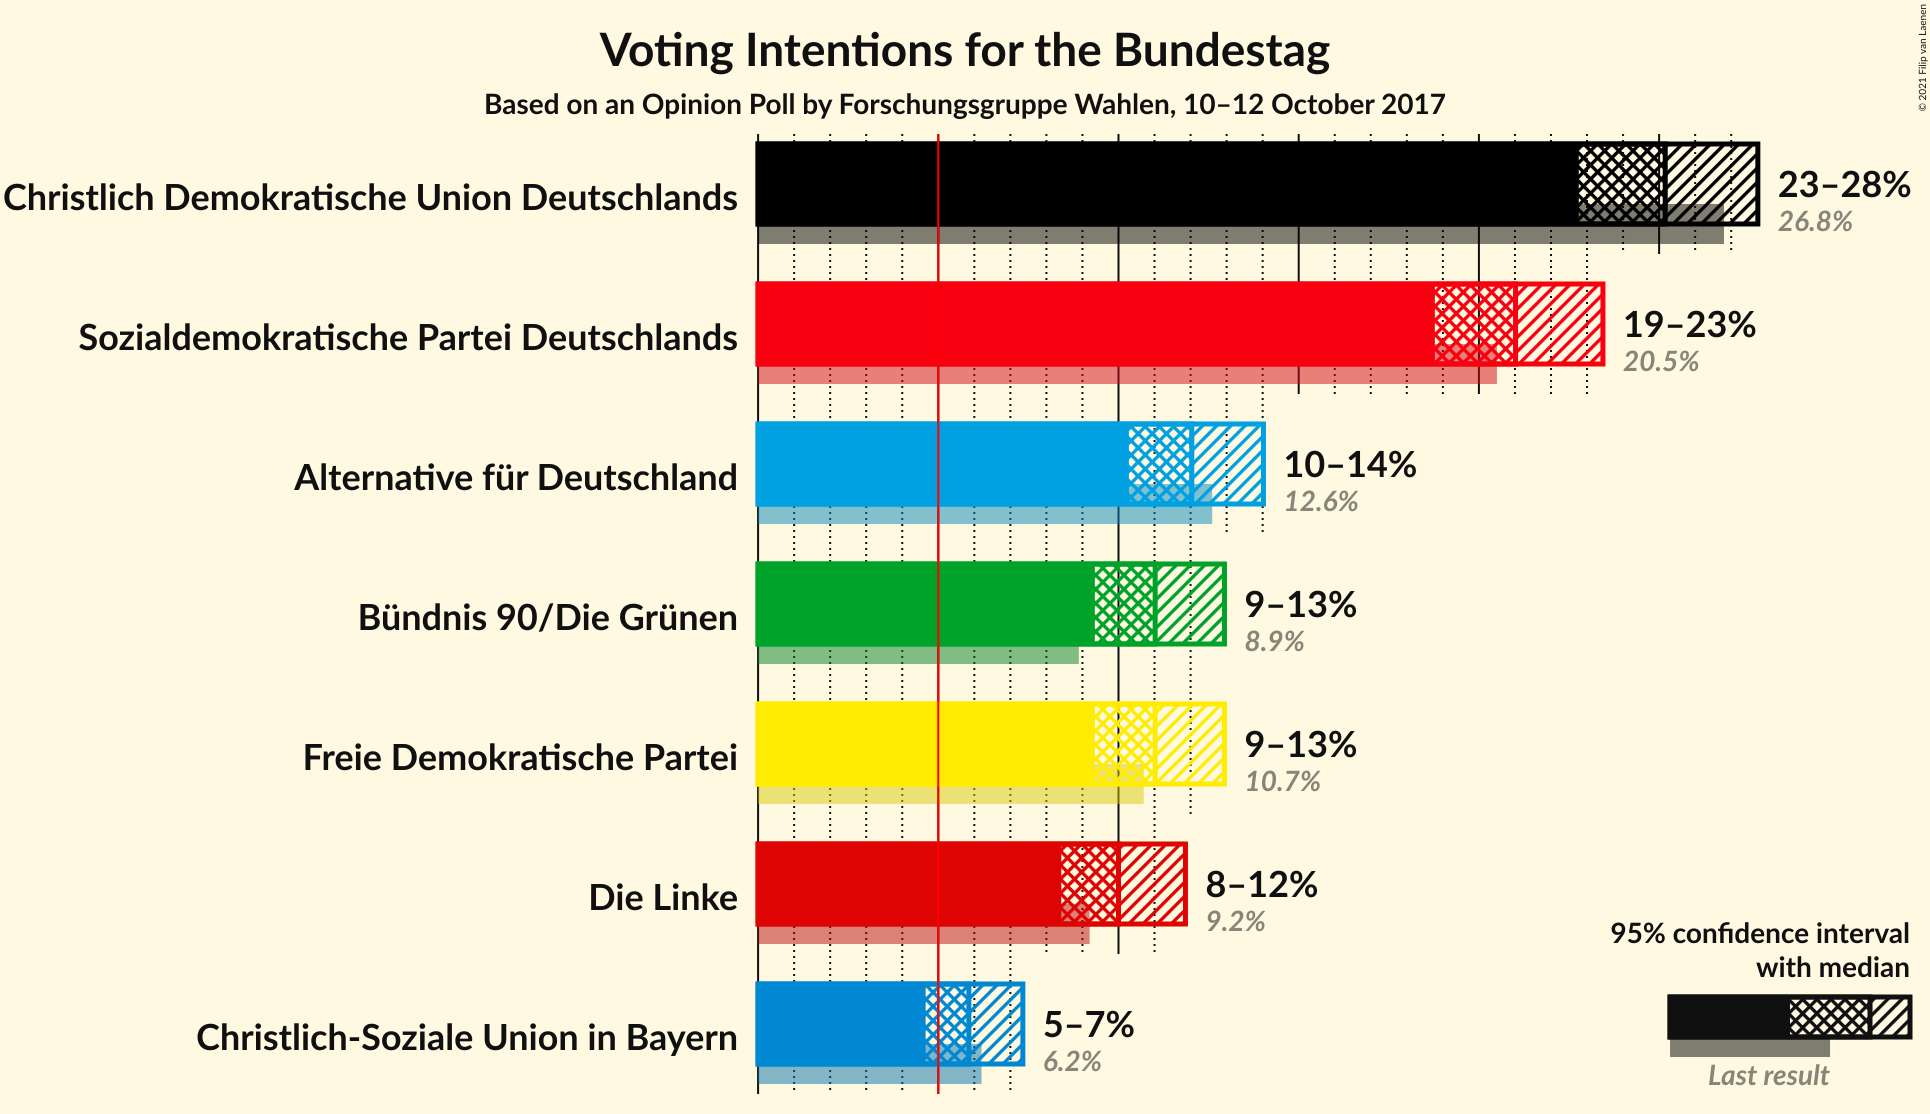 Voting Intentions for the Bundestag
Based on an Opinion Poll by Forschungsgruppe Wahlen, 10–12 October 2017
© 2021 Filip van Laenen
Christlich Demokratische Union Deutschlands
23–28%
26.8%
Sozialdemokratische Partei Deutschlands
19–23%
20.5%
Alternative für Deutschland
10–14%
12.6%
Bündnis 90/Die Grünen
9–13%
8.9%
Freie Demokratische Partei
9–13%
10.7%
Die Linke
8–12%
9.2%
Christlich-Soziale Union in Bayern
5–7%
6.2%
95% confidence interval
with median
Last result